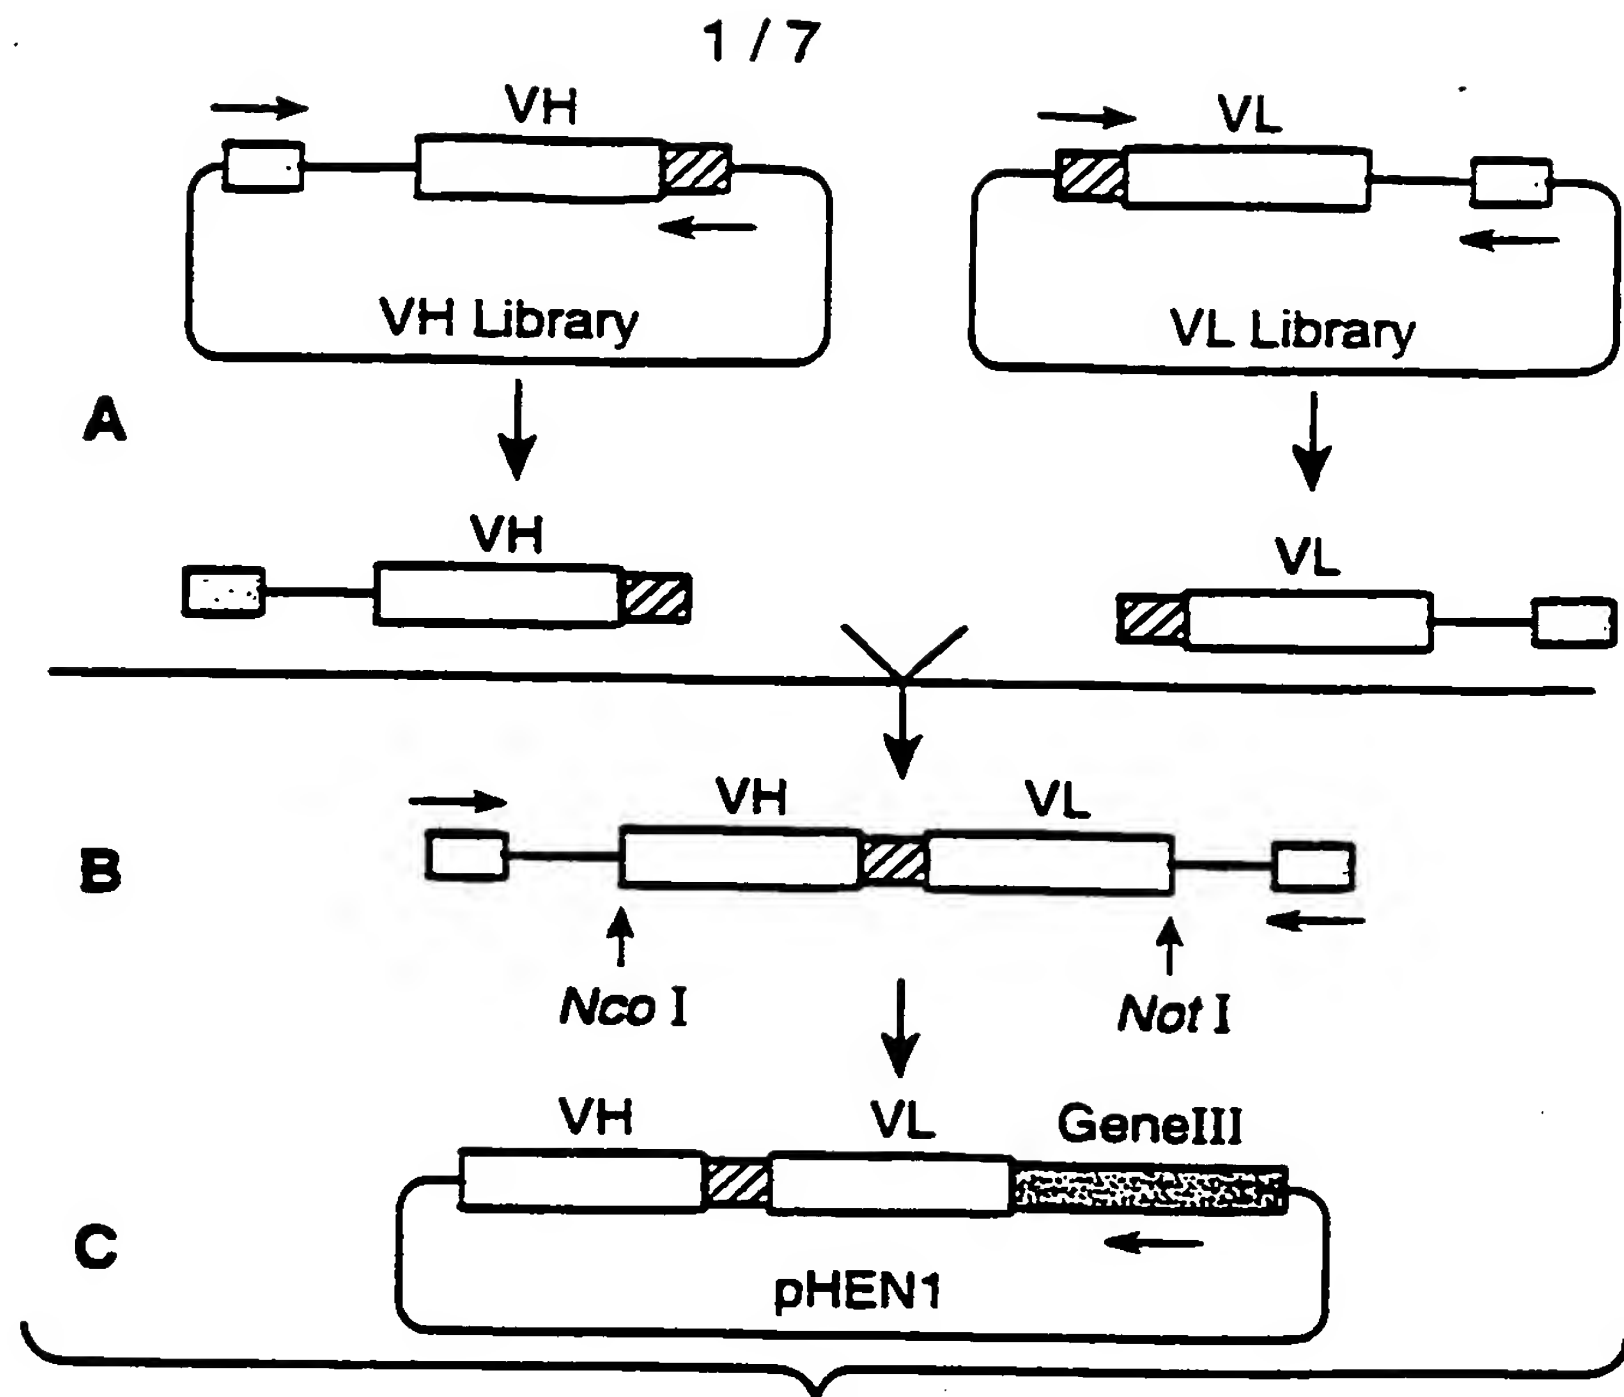 1 / 7
VH
VL
VH Library
VL Library
A
VH
VL
VH
VL
B
Nco I
Not I
VH
VL
GeneIII
C
pHEN1